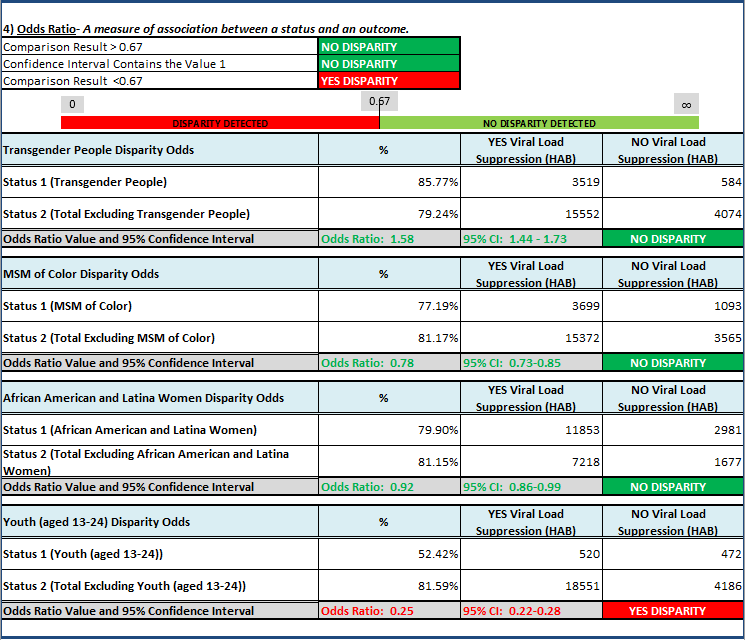 4) Odds Ratio- A measure of association between a status and an outcome.
Comparison Result > 0.67 NO DISPARITY
Confidence Interval Contains the Value 1 NO DISPARITY
Comparison Result <0.67 YES DISPARITY
0 0.67 ∞
DISPARITY DETECTED NO DISPARITY DETECTED
Transgender People Disparity Odds % YES Viral Load Suppression (HAB) NO Viral Load Suppression (HAB)
Status 1 (Transgender People) 85.77% 3519 584
Status 2 (Total Excluding Transgender People) 79.24% 15552 4074
Odds Ratio Value and 95% Confidence Interval Odds Ratio: 1.58 95% CI: 1.44 - 1.73 NO DISPARITY
MSM of Color Disparity Odds % YES Viral Load Suppression (HAB) NO Viral Load Suppression (HAB)
Status 1 (MSM of Color) 77.19% 3699 1093
Status 2 (Total Excluding MSM of Color) 81.17% 15372 3565
Odds Ratio Value and 95% Confidence Interval Odds Ratio: 0.78 95% CI: 0.73-0.85 NO DISPARITY
African American and Latina Women Disparity Odds % YES Viral Load Suppression (HAB) NO Viral Load Suppression (HAB)
Status 1 (African American and Latina Women) 79.90% 11853 2981
Status 2 (Total Excluding African American and Latina Women) 81.15% 7218 1677
Odds Ratio Value and 95% Confidence Interval Odds Ratio: 0.92 95% CI: 0.86-0.99 NO DISPARITY
Youth (aged 13-24) Disparity Odds % YES Viral Load Suppression (HAB) NO Viral Load Suppression (HAB)
Status 1 (Youth (aged 13-24)) 52.42% 520 472
Status 2 (Total Excluding Youth (aged 13-24)) 81.59% 18551 4186
Odds Ratio Value and 95% Confidence Interval Odds Ratio: 0.25 95% CI: 0.22-0.28 YES DISPARITY